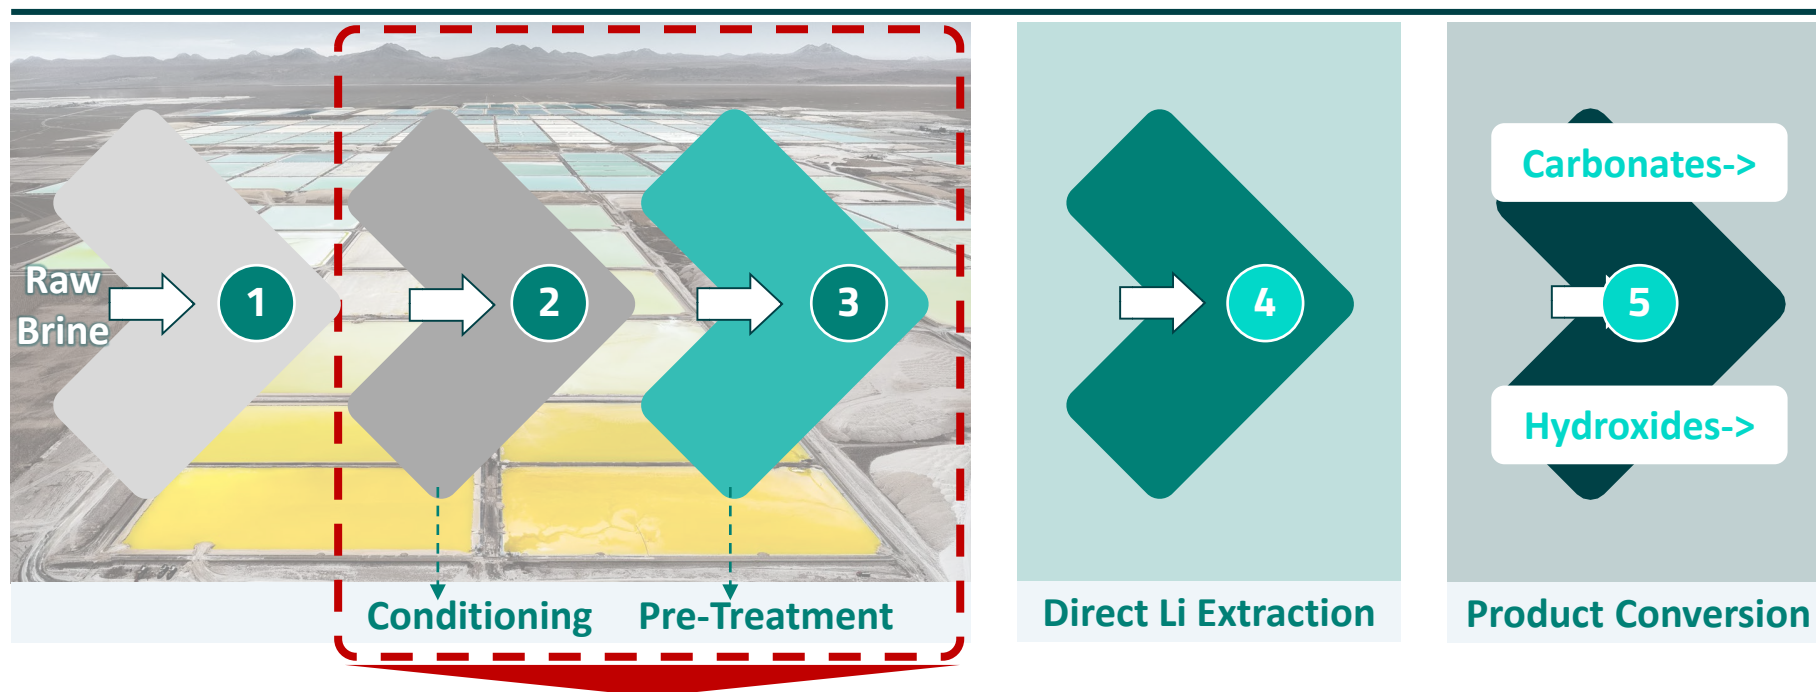 Raw
Brine
1
2
3
4
5
Carbonates->
Hydroxides->
Conditioning
Pre-Treatment
Direct Li Extraction
Product Conversion